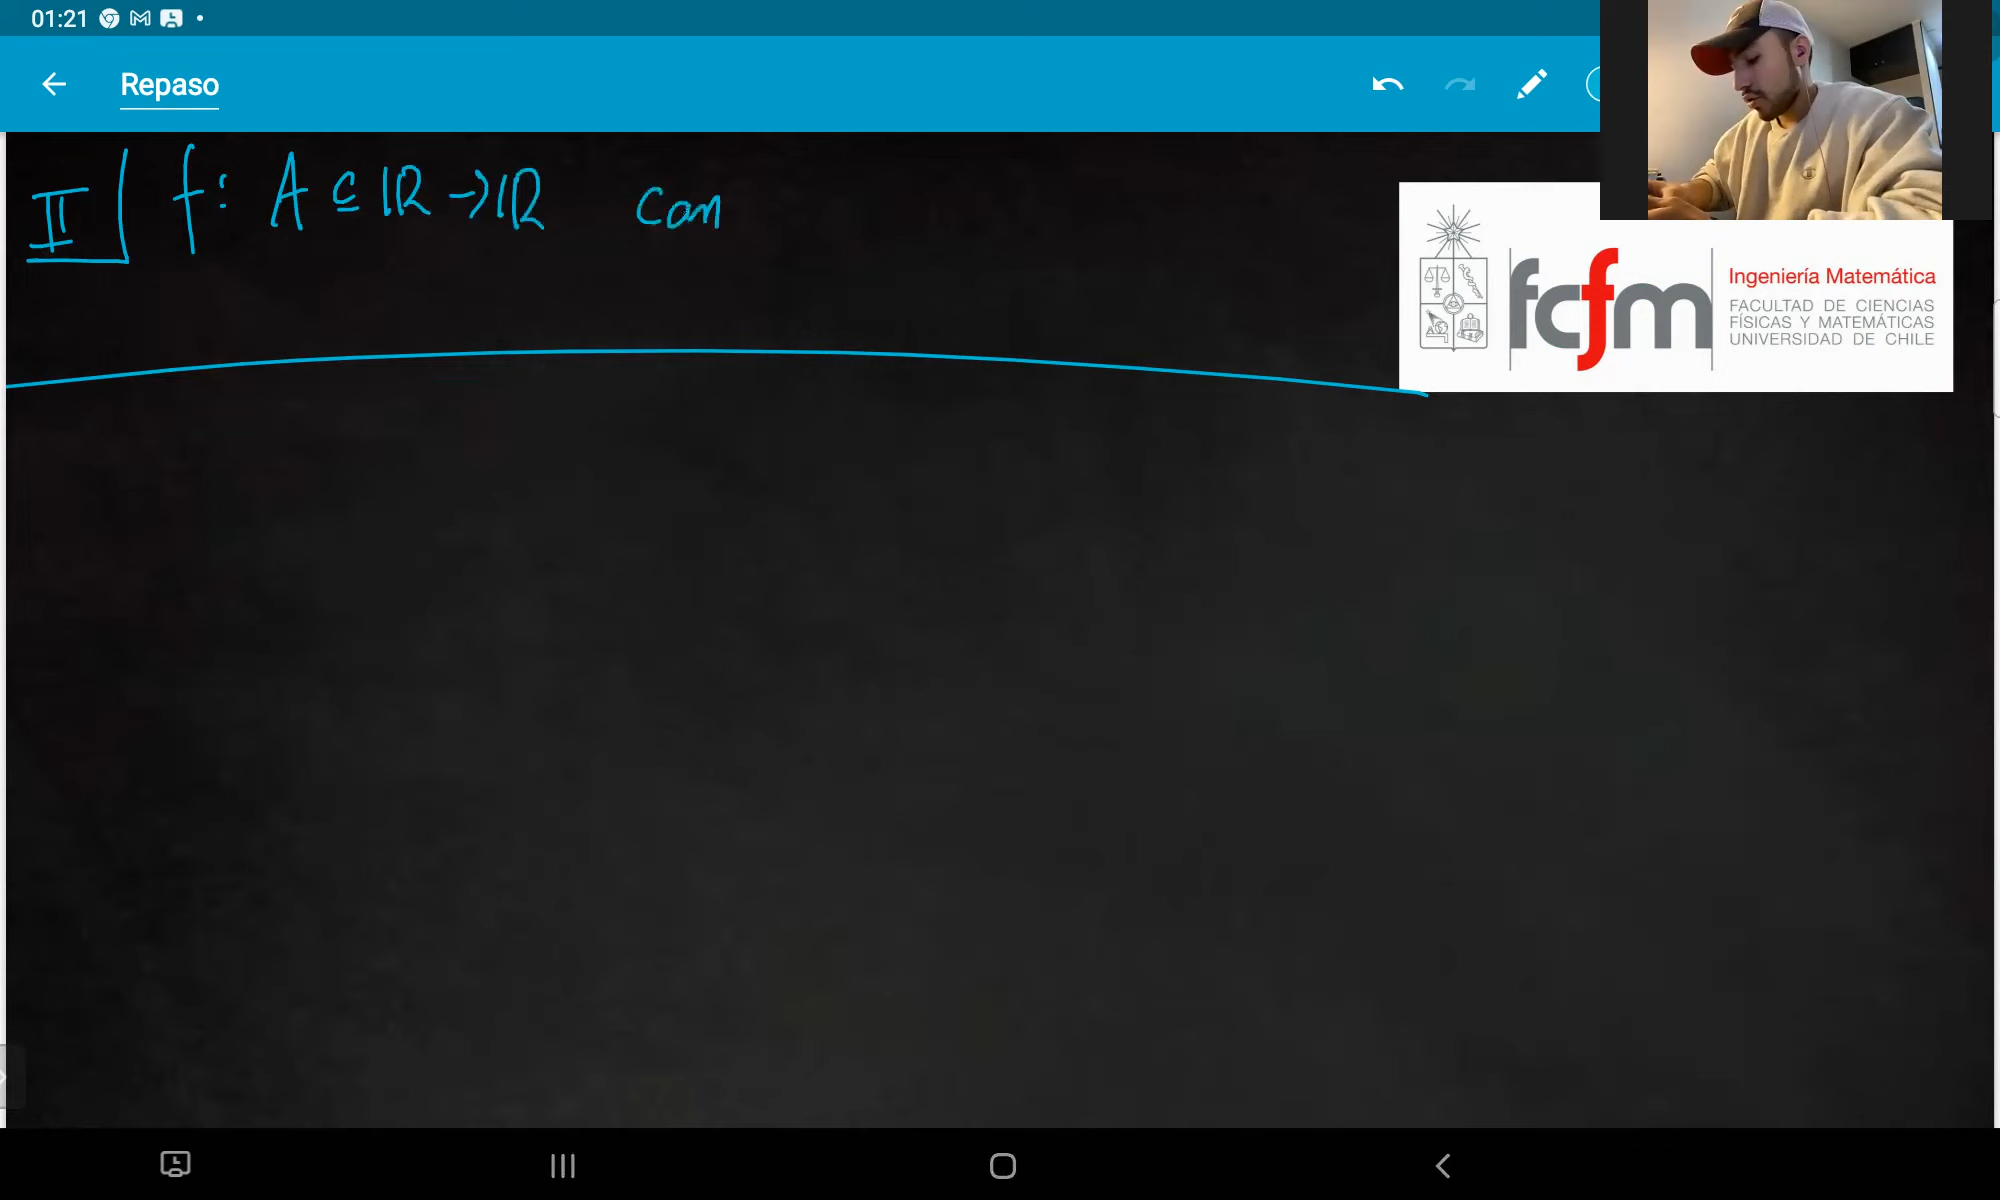 01:21
Repaso
II f: A ⊆ ℝ → ℝ con
fcfm
Ingeniería Matemática
FACULTAD DE CIENCIAS
FÍSICAS Y MATEMÁTICAS
UNIVERSIDAD DE CHILE